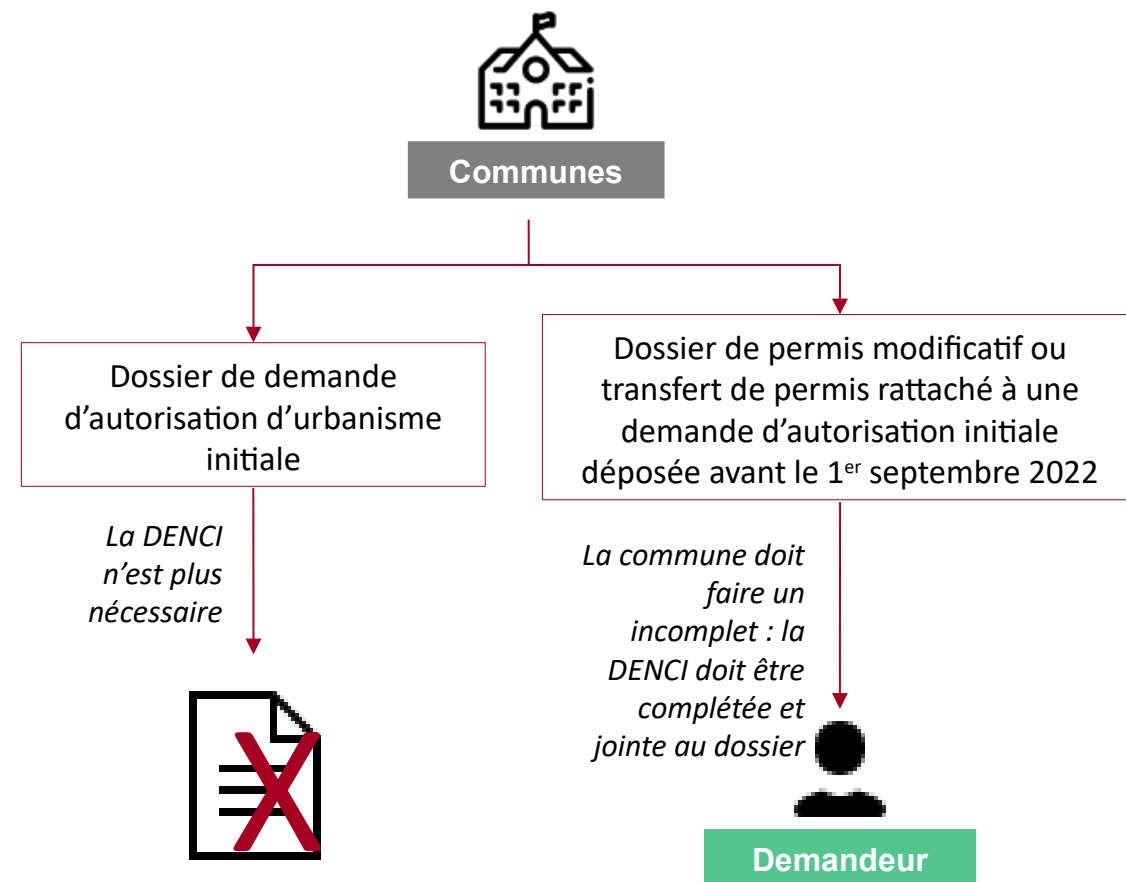 Communes
Dossier de demande
d’autorisation d’urbanisme
initiale
Dossier de permis modificatif ou
transfert de permis rattaché à une
demande d’autorisation initiale
déposée avant le 1er septembre 2022
La DENCI
n’est plus
nécessaire
La commune doit
faire un
incomplet : la
DENCI doit être
complétée et
jointe au dossier
Demandeur